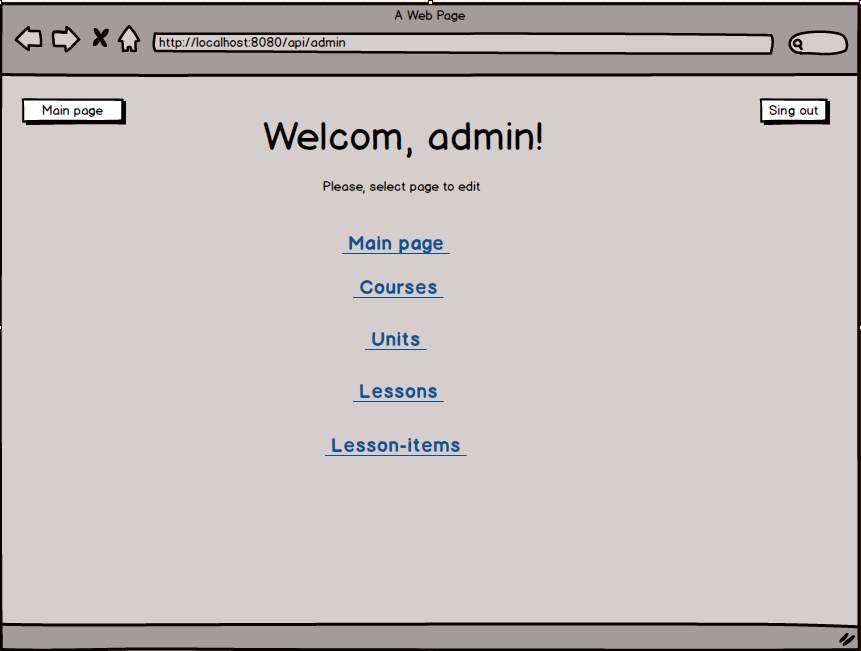 A Web Page
http://localhost:8080/api/admin
Main page
Sing out
Welcom, admin!
Please, select page to edit
Main page
Courses
Units
Lessons
Lesson-items